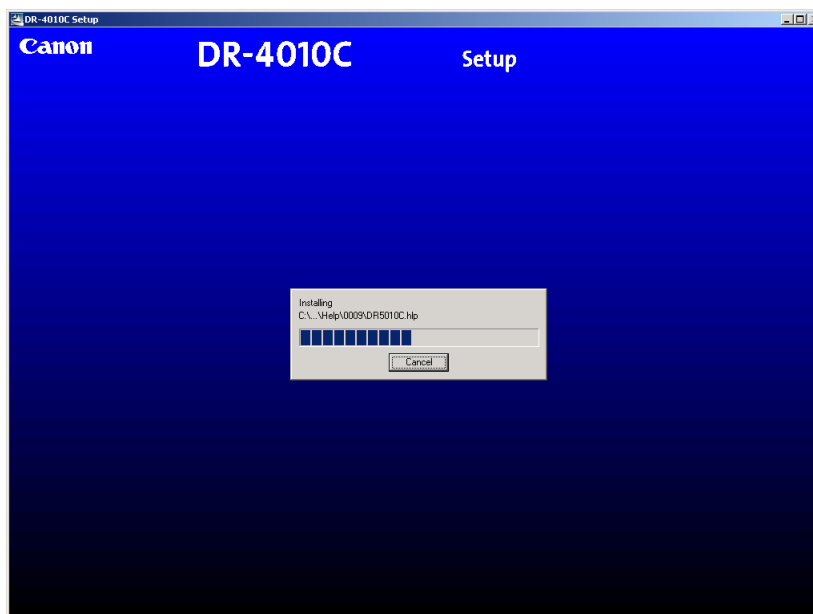 DR-4010C Setup
Canon DR-4010C Setup
Installing
C:\...\Help\0009\DR5010C.hlp
Cancel